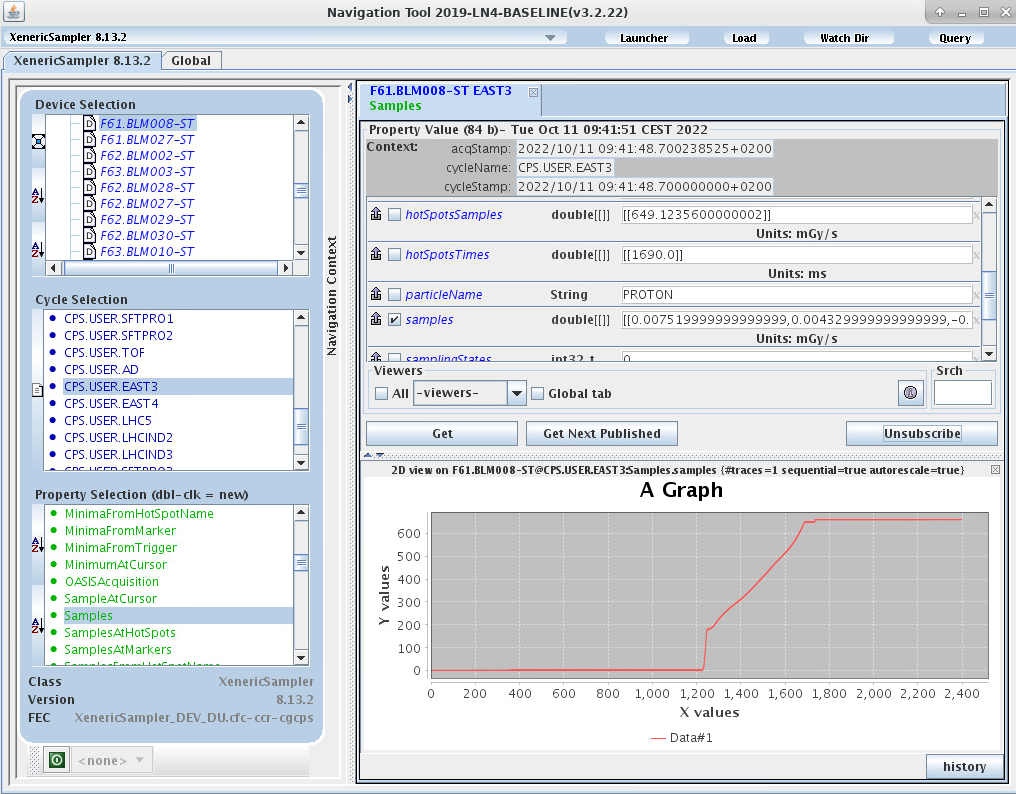 Navigation Tool 2019-LN4-BASELINE(v3.2.22)
XenericSampler 8.13.2
Launcher Load Watch Dir Query
XenericSampler 8.13.2 Global
Device Selection
F61.BLM008-ST
F61.BLM027-ST
F62.BLM002-ST
F63.BLM003-ST
F62.BLM028-ST
F62.BLM027-ST
F62.BLM029-ST
F62.BLM030-ST
F63.BLM010-ST
Cycle Selection
CPS.USER.SFTPRO1
CPS.USER.SFTPRO2
CPS.USER.TOF
CPS.USER.AD
CPS.USER.EAST3
CPS.USER.EAST4
CPS.USER.LHC5
CPS.USER.LHCIND2
CPS.USER.LHCIND3
Property Selection (dbl-clk = new)
MinimaFromHotSpotName
MinimaFromMarker
MinimaFromTrigger
MinimumAtCursor
OASISAcquisition
SampleAtCursor
Samples
SamplesAtHotSpots
SamplesAtMarkers
SamplesFromHotSpotName
Class XenericSampler
Version 8.13.2
FEC XenericSampler_DEV_DU.cfc-ccr-cgcps
<none>
Navigation Context
F61.BLM008-ST EAST3
Samples
Property Value (84 b)- Tue Oct 11 09:41:51 CEST 2022
Context: acqStamp: 2022/10/11 09:41:48.700238525+0200
cycleName: CPS.USER.EAST3
cycleStamp: 2022/10/11 09:41:48.700000000+0200
hotSpotsSamples double[[]] [[649.1235600000002]]
Units: mGy/s
hotSpotsTimes double[[]] [[1690.0]]
Units: ms
particleName String PROTON
samples double[[]] [[0.007519999999999999,0.004329999999999999,-0.
Units: mGy/s
samplingStates int32_t 0
Viewers
All -viewers- Global tab
Srch
Get Get Next Published Unsubscribe
2D view on F61.BLM008-ST@CPS.USER.EAST3:Samples.samples {#traces=1 sequential=true autorescale=true}
A Graph
Y values
600
500
400
300
200
100
0
0 200 400 600 800 1,000 1,200 1,400 1,600 1,800 2,000 2,200 2,400
X values
Data#1
history